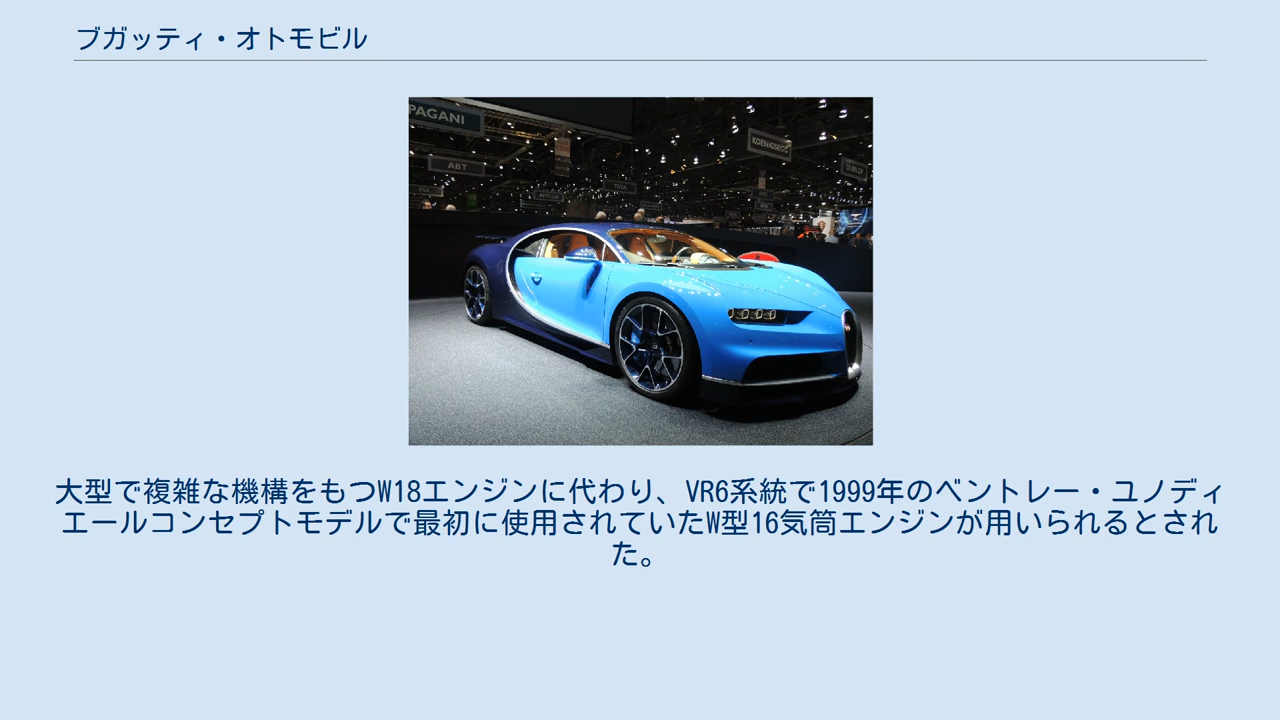 ブガッティ・オトモビル
PAGANI
ABT
KOENIGSEGG
DUNLOP
TATA
大型で複雑な機構をもつW18エンジンに代わり、VR6系統で1999年のベントレー・ユノディ
エールコンセプトモデルで最初に使用されていたW型16気筒エンジンが用いられるとされ
た。